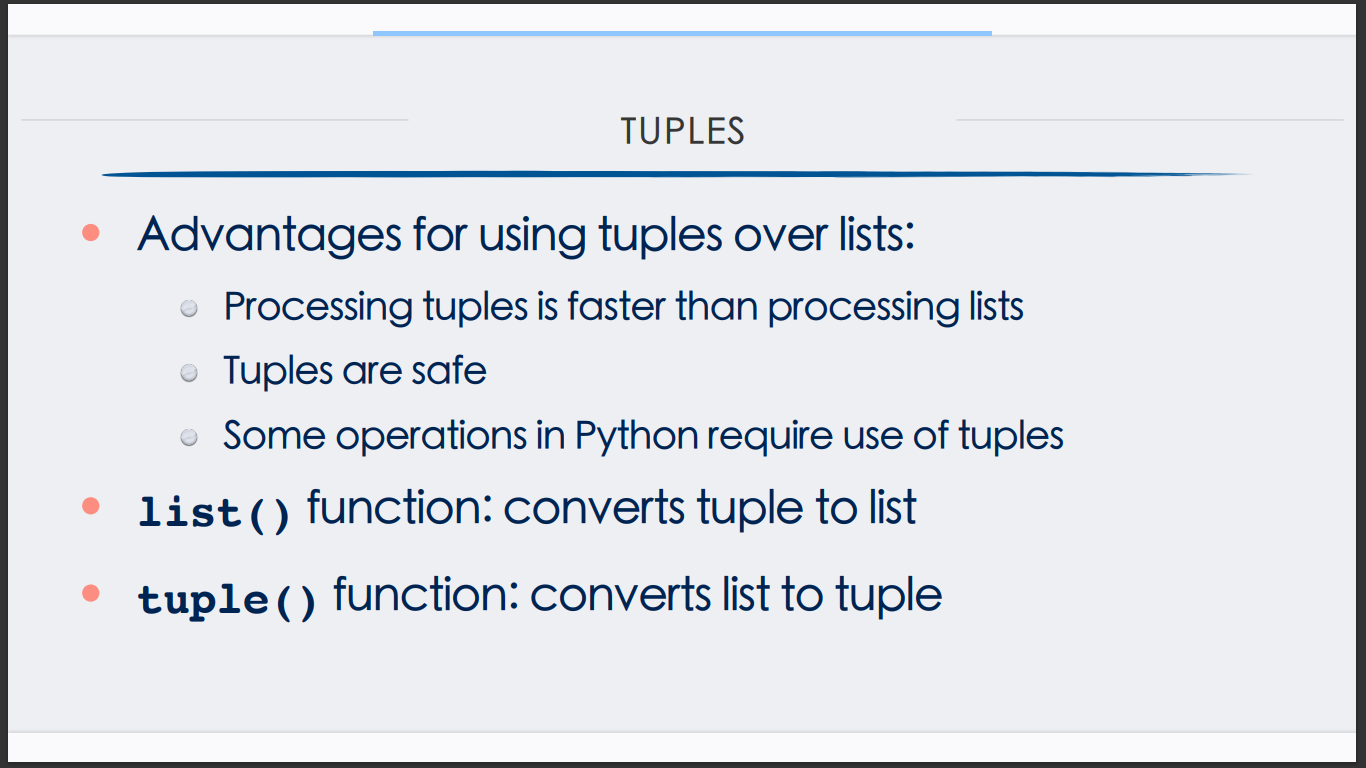 TUPLES
Advantages for using tuples over lists:
Processing tuples is faster than processing lists
Tuples are safe
Some operations in Python require use of tuples
list() function: converts tuple to list
tuple() function: converts list to tuple